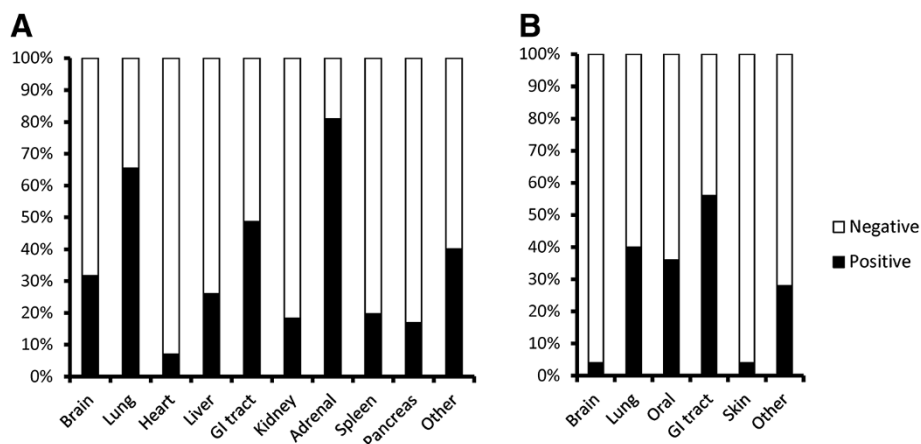 A
B
100%
90%
80%
70%
60%
50%
40%
30%
20%
10%
0%
Brain
Lung
Heart
Liver
GI tract
Kidney
Adrenal
Spleen
Pancreas
Other
100%
90%
80%
70%
60%
50%
40%
30%
20%
10%
0%
Brain
Lung
Oral
GI tract
Skin
Other
Negative
Positive